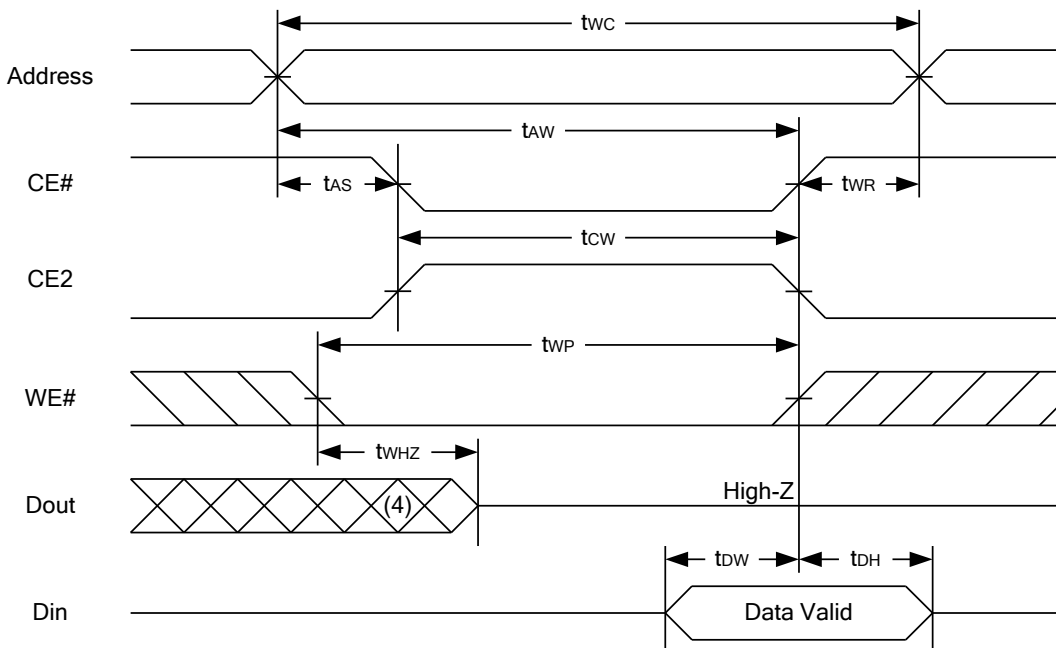 tWC
Address
tAW
CE#
tAS
tWR
tCW
CE2
tWP
WE#
tWHZ
Dout
(4)
High-Z
tDW
tDH
Din
Data Valid